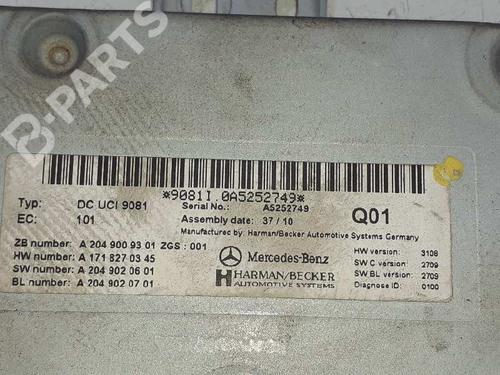 B-PARTS
*9081I.0A5252749*
Typ: DC UCI 9081 Serial No.: A5252749
EC: 101 Assembly date: 37/10 Q01
Manufactured by: Harman/Becker Automotive Systems Germany
ZB number: A 204 900 93 01 ZGS : 001
HW number: A 171 827 03 45
SW number: A 204 902 06 01
BL number: A 204 902 07 01
Mercedes-Benz
HARMAN/BECKER
AUTOMOTIVE SYSTEMS
HW version: 3108
SW C version: 2709
SW BL version: 2709
Diagnose ID: 0100